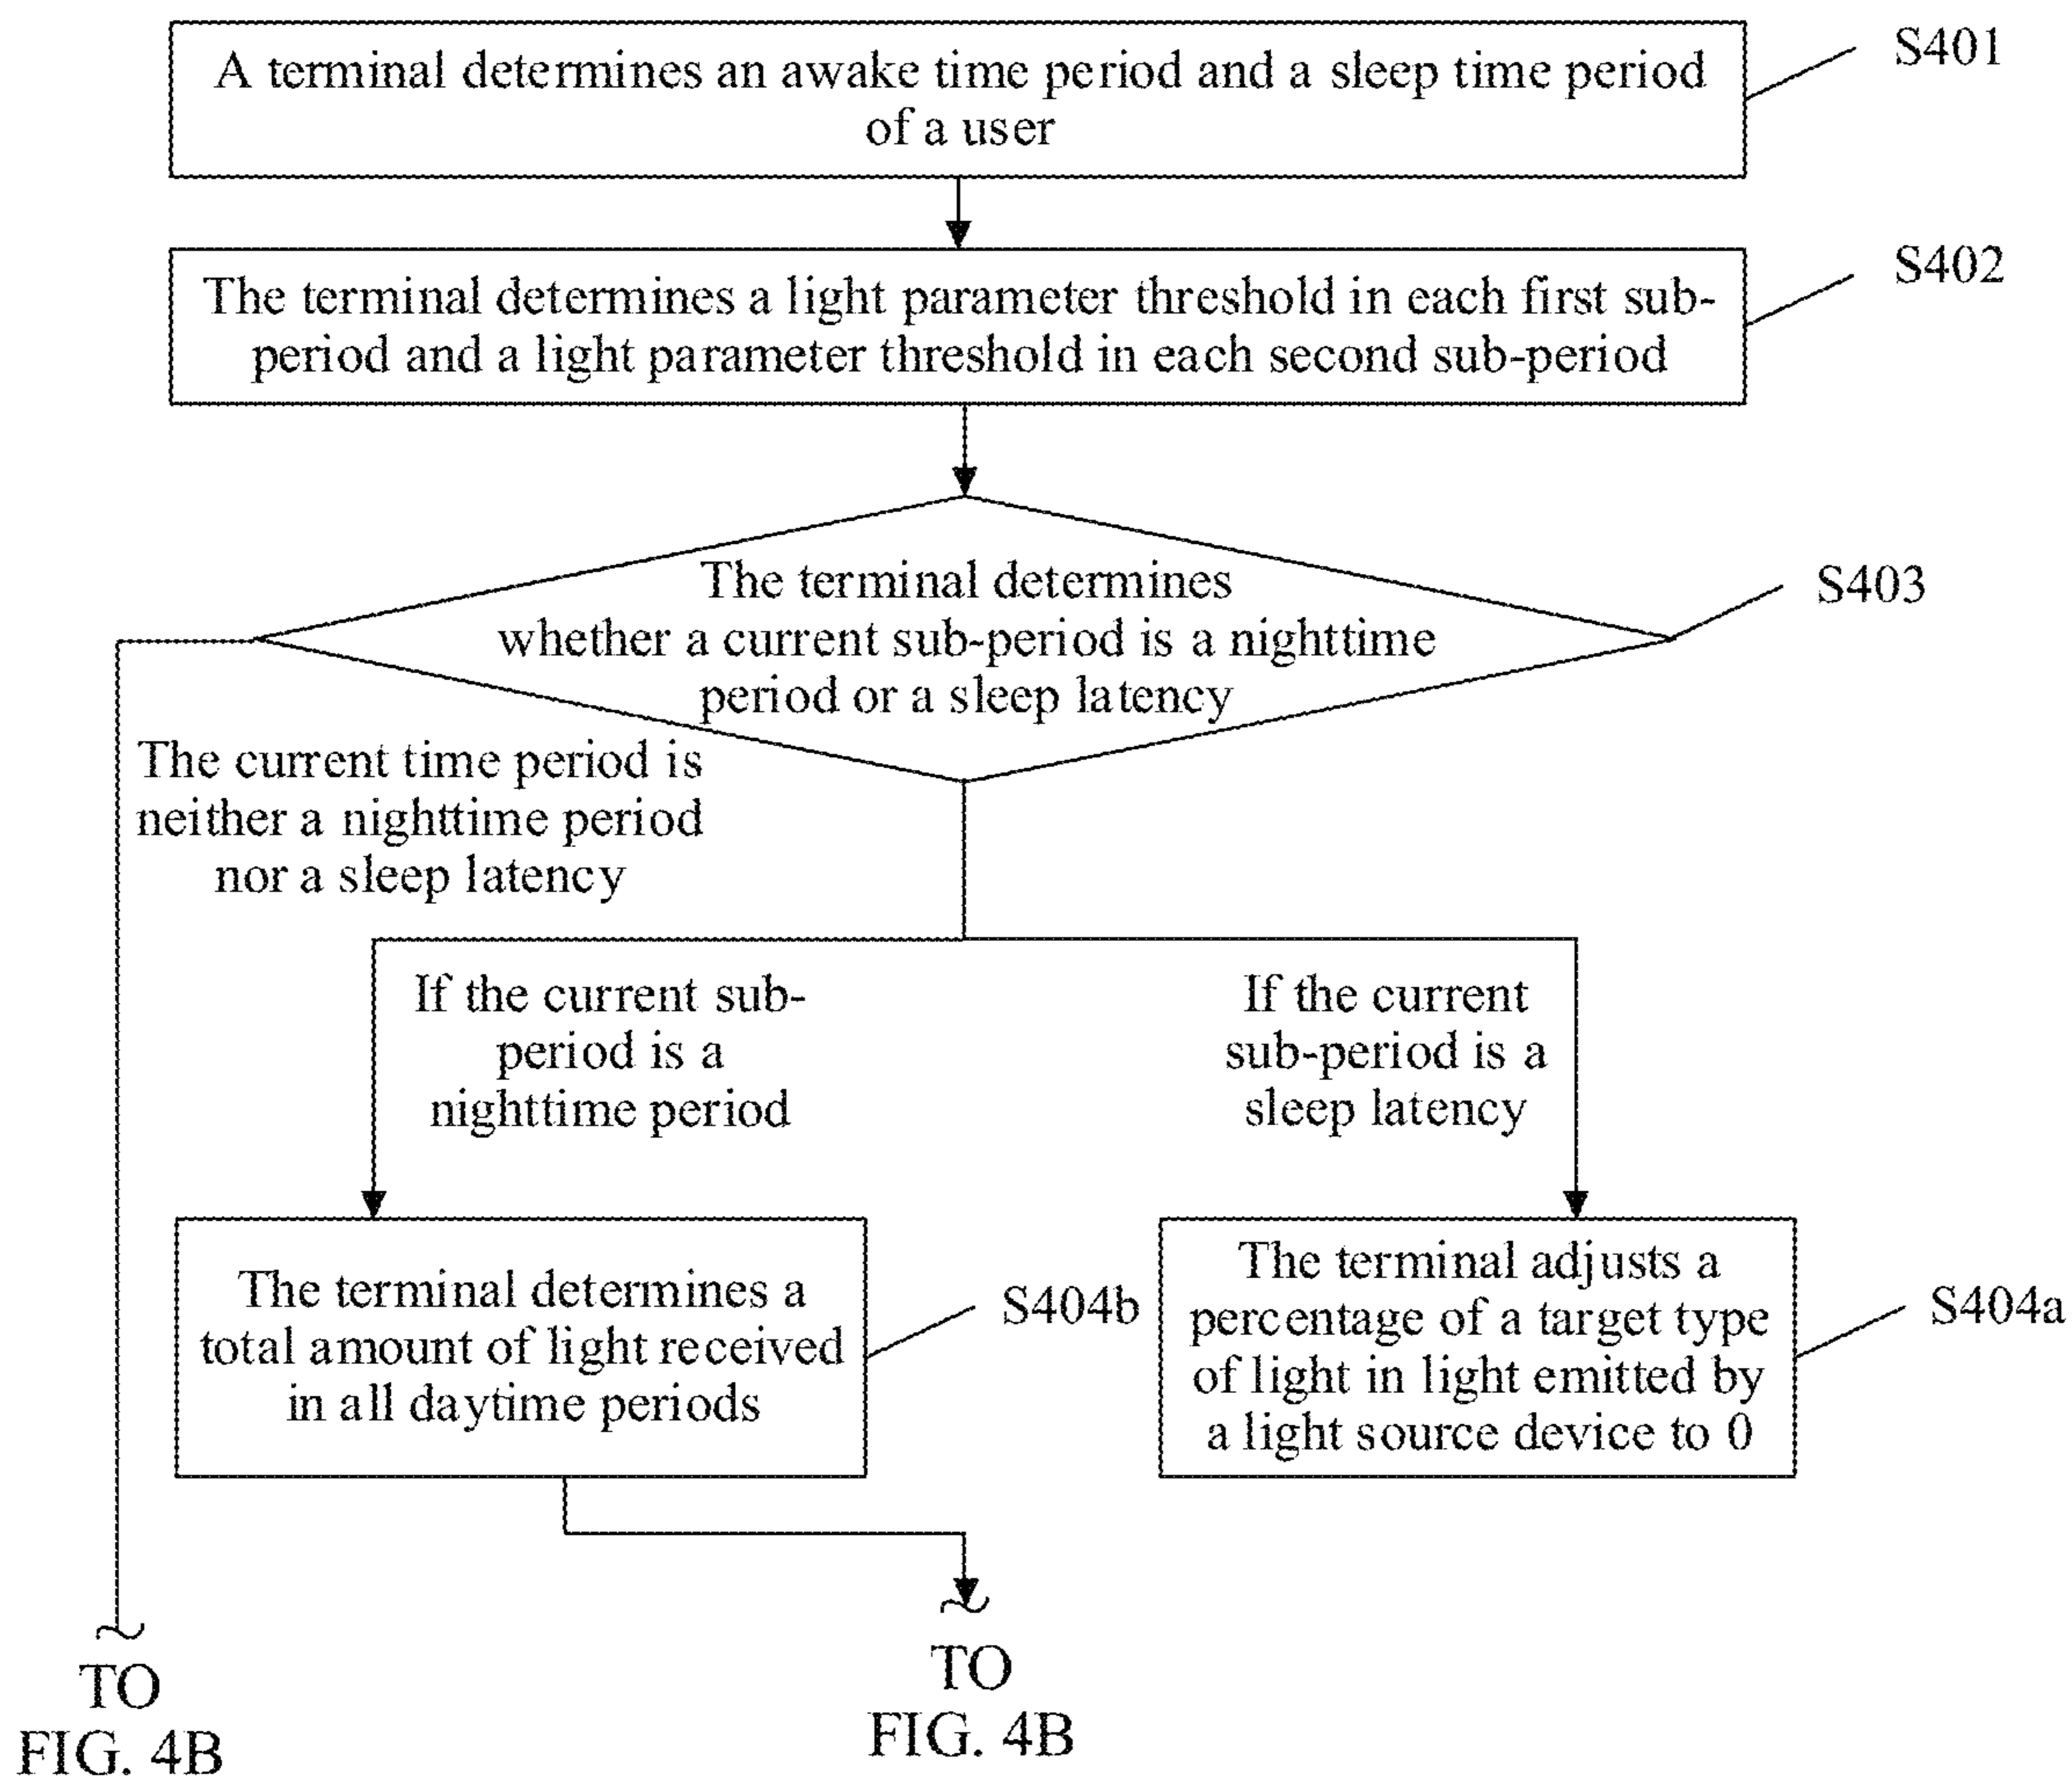 A terminal determines an awake time period and a sleep time period
of a user
S401
The terminal determines a light parameter threshold in each first sub-
period and a light parameter threshold in each second sub-period
S402
The terminal determines
whether a current sub-period is a nighttime
period or a sleep latency
S403
The current time period is
neither a nighttime period
nor a sleep latency
If the current sub-
period is a
nighttime period
If the current
sub-period is a
sleep latency
The terminal determines a
total amount of light received
in all daytime periods
S404b
The terminal adjusts a
percentage of a target type
of light in light emitted by
a light source device to 0
S404a
TO
FIG. 4B
TO
FIG. 4B